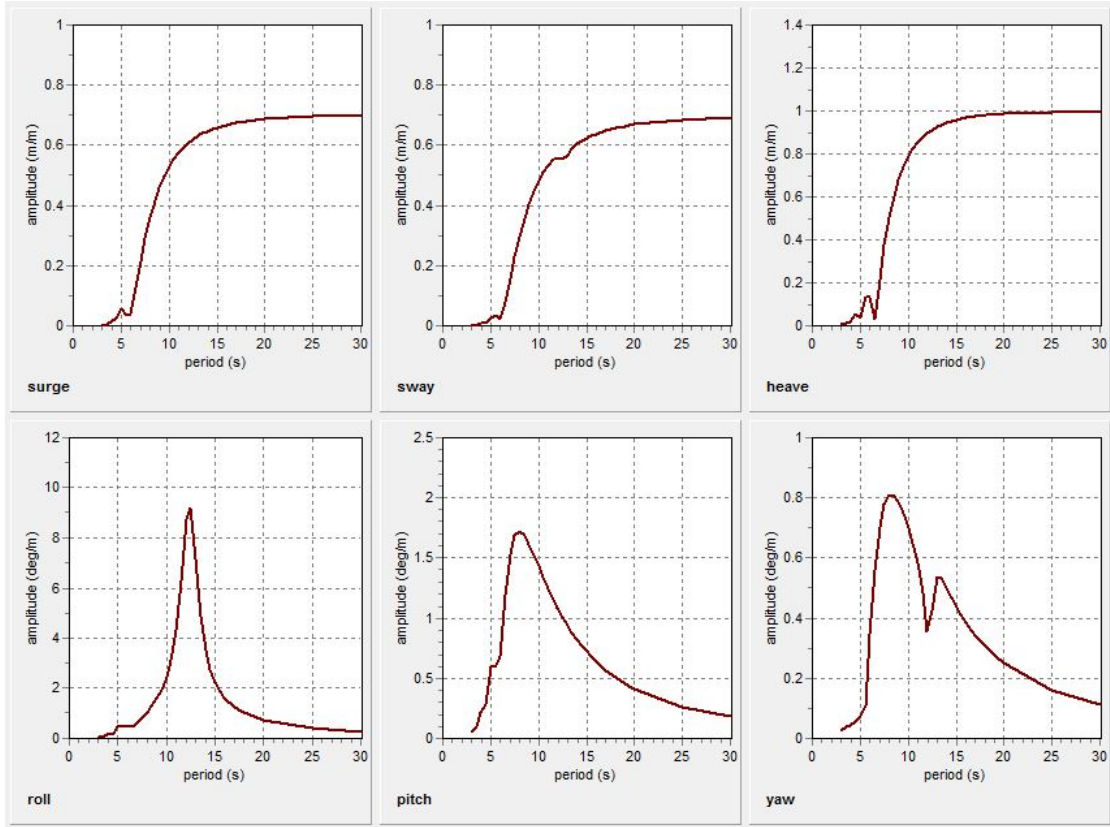 amplitude (m/m)
1
0.8
0.6
0.4
0.2
0
0 5 10 15 20 25 30
period (s)
surge
amplitude (m/m)
1
0.8
0.6
0.4
0.2
0
0 5 10 15 20 25 30
period (s)
sway
amplitude (m/m)
1.4
1.2
1
0.8
0.6
0.4
0.2
0
0 5 10 15 20 25 30
period (s)
heave
amplitude (deg/m)
12
10
8
6
4
2
0
0 5 10 15 20 25 30
period (s)
roll
amplitude (deg/m)
2.5
2
1.5
1
0.5
0
0 5 10 15 20 25 30
period (s)
pitch
amplitude (deg/m)
1
0.8
0.6
0.4
0.2
0
0 5 10 15 20 25 30
period (s)
yaw